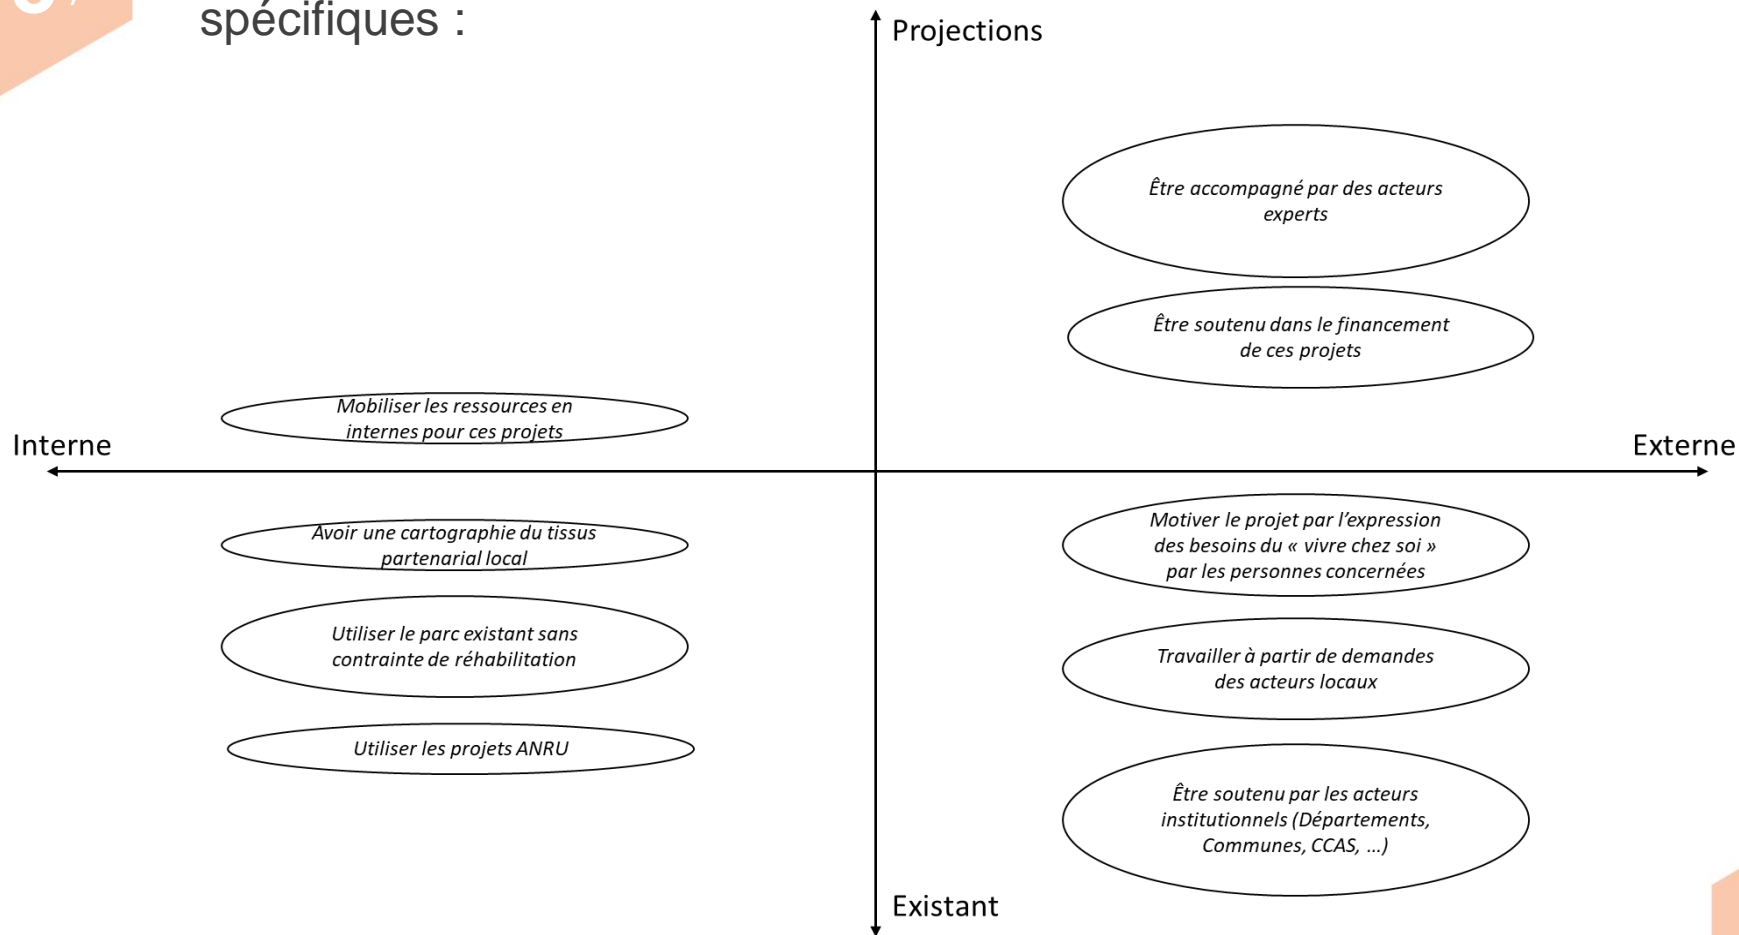 spécifiques :
Projections
Être accompagné par des acteurs
experts
Être soutenu dans le financement
de ces projets
Mobiliser les ressources en
internes pour ces projets
Interne
Externe
Avoir une cartographie du tissus
partenarial local
Motiver le projet par l’expression
des besoins du « vivre chez soi »
par les personnes concernées
Utiliser le parc existant sans
contrainte de réhabilitation
Travailler à partir de demandes
des acteurs locaux
Utiliser les projets ANRU
Être soutenu par les acteurs
institutionnels (Départements,
Communes, CCAS, ...)
Existant